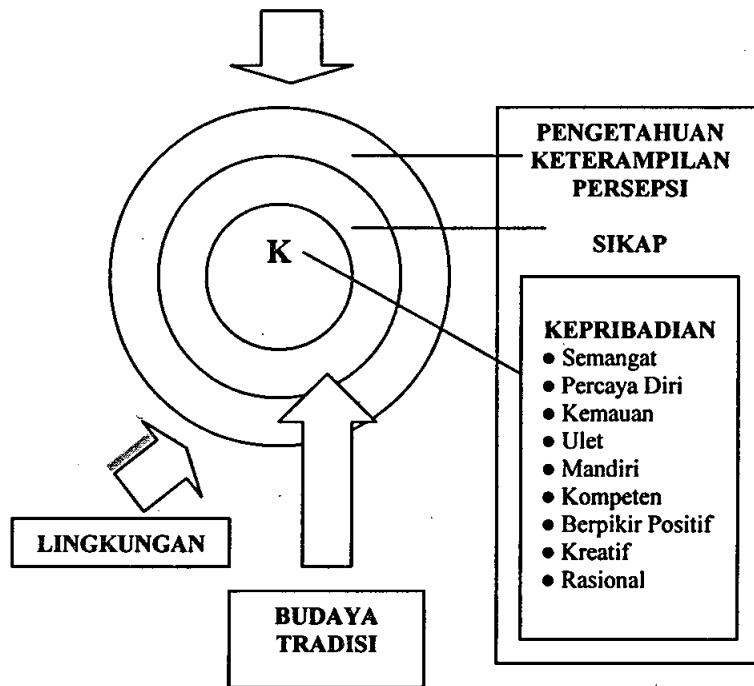 PENGETAHUAN
KETERAMPILAN
PERSEPSI
SIKAP
K
KEPRIBADIAN
● Semangat
● Percaya Diri
● Kemauan
● Ulet
● Mandiri
● Kompeten
● Berpikir Positif
● Kreatif
● Rasional
LINGKUNGAN
BUDAYA
TRADISI